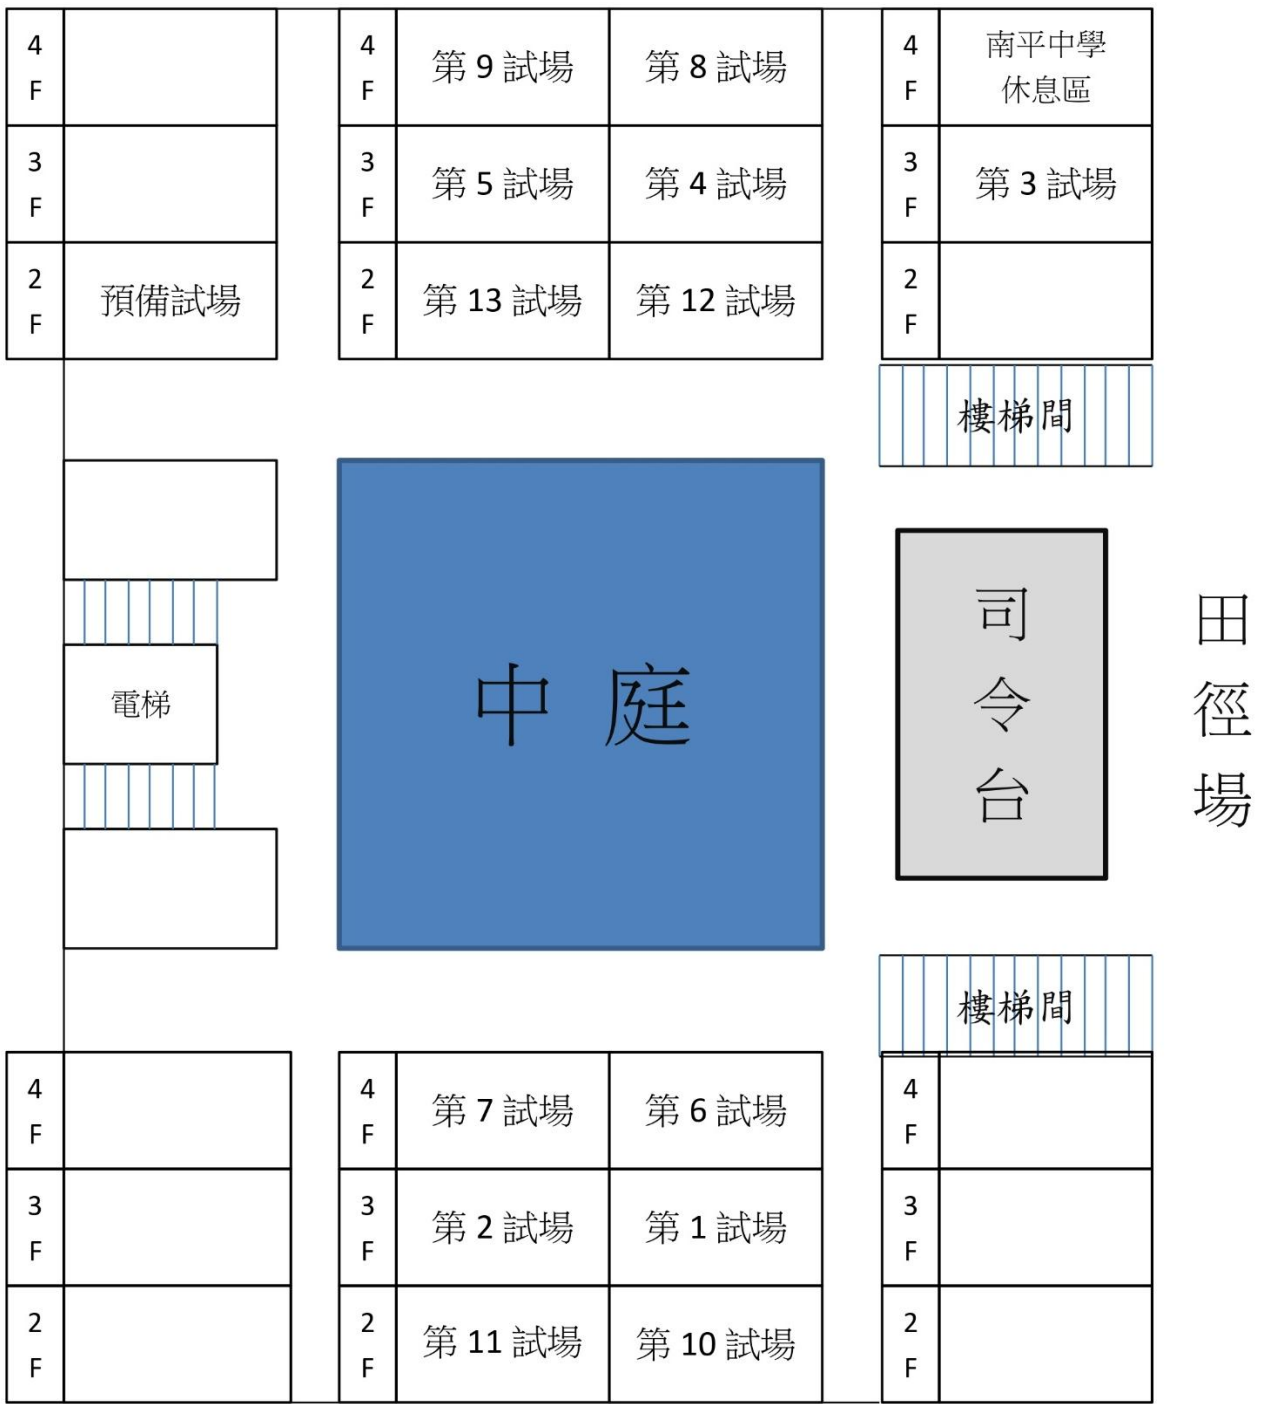 4
F
4
F
第 9 試場
第 8 試場
4
F
南平中學
休息區
3
F
3
F
第 5 試場
第 4 試場
3
F
第 3 試場
2
F
預備試場
2
F
第 13 試場
第 12 試場
2
F
樓梯間
電梯
中庭
司令台
田徑場
樓梯間
4
F
4
F
第 7 試場
第 6 試場
4
F
3
F
3
F
第 2 試場
第 1 試場
3
F
2
F
2
F
第 11 試場
第 10 試場
2
F